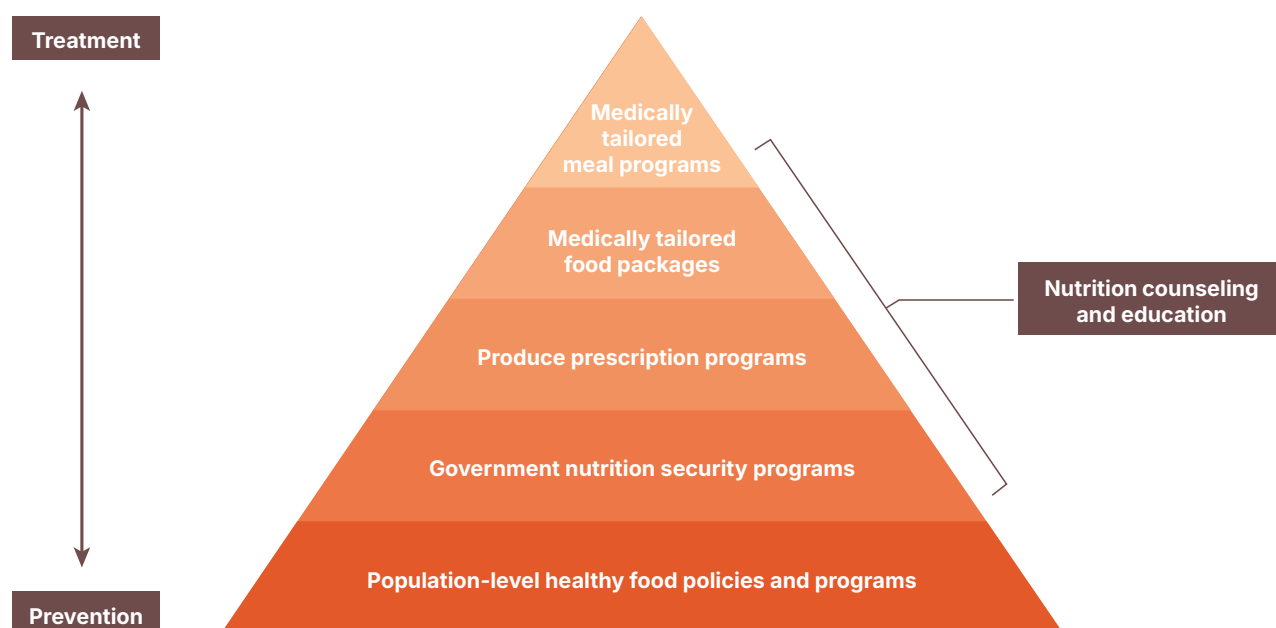 Treatment
Medically
tailored
meal programs
Medically tailored
food packages
Nutrition counseling
and education
Produce prescription programs
Government nutrition security programs
Population-level healthy food policies and programs
Prevention